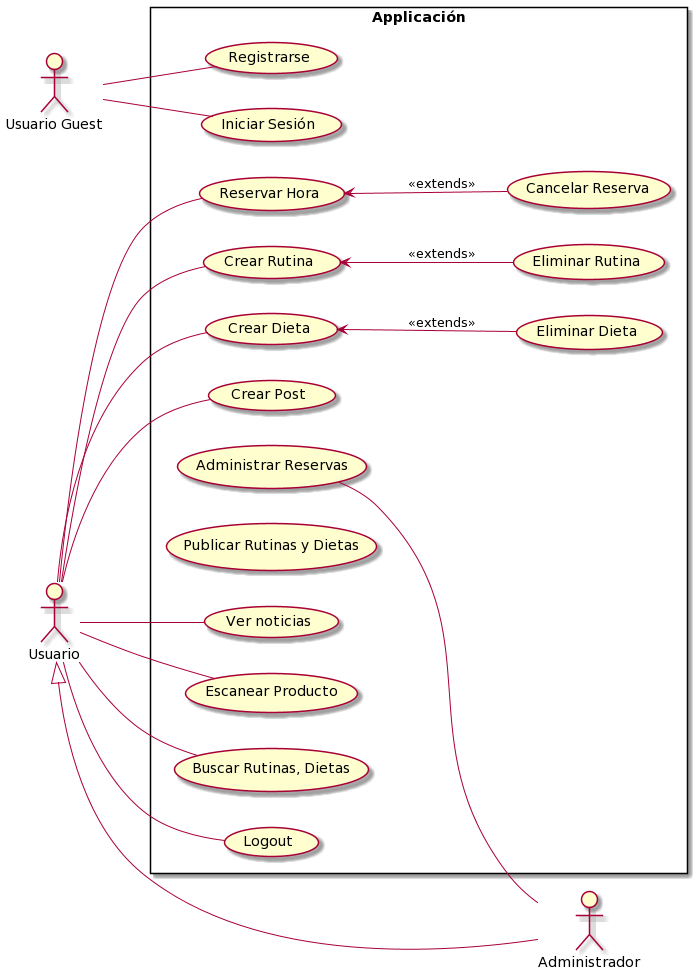 Applicación
Registrarse
Usuario Guest
Iniciar Sesión
Reservar Hora
«extends»
Cancelar Reserva
Crear Rutina
«extends»
Eliminar Rutina
Crear Dieta
«extends»
Eliminar Dieta
Crear Post
Administrar Reservas
Publicar Rutinas y Dietas
Ver noticias
Usuario
Escanear Producto
Buscar Rutinas, Dietas
Logout
Administrador